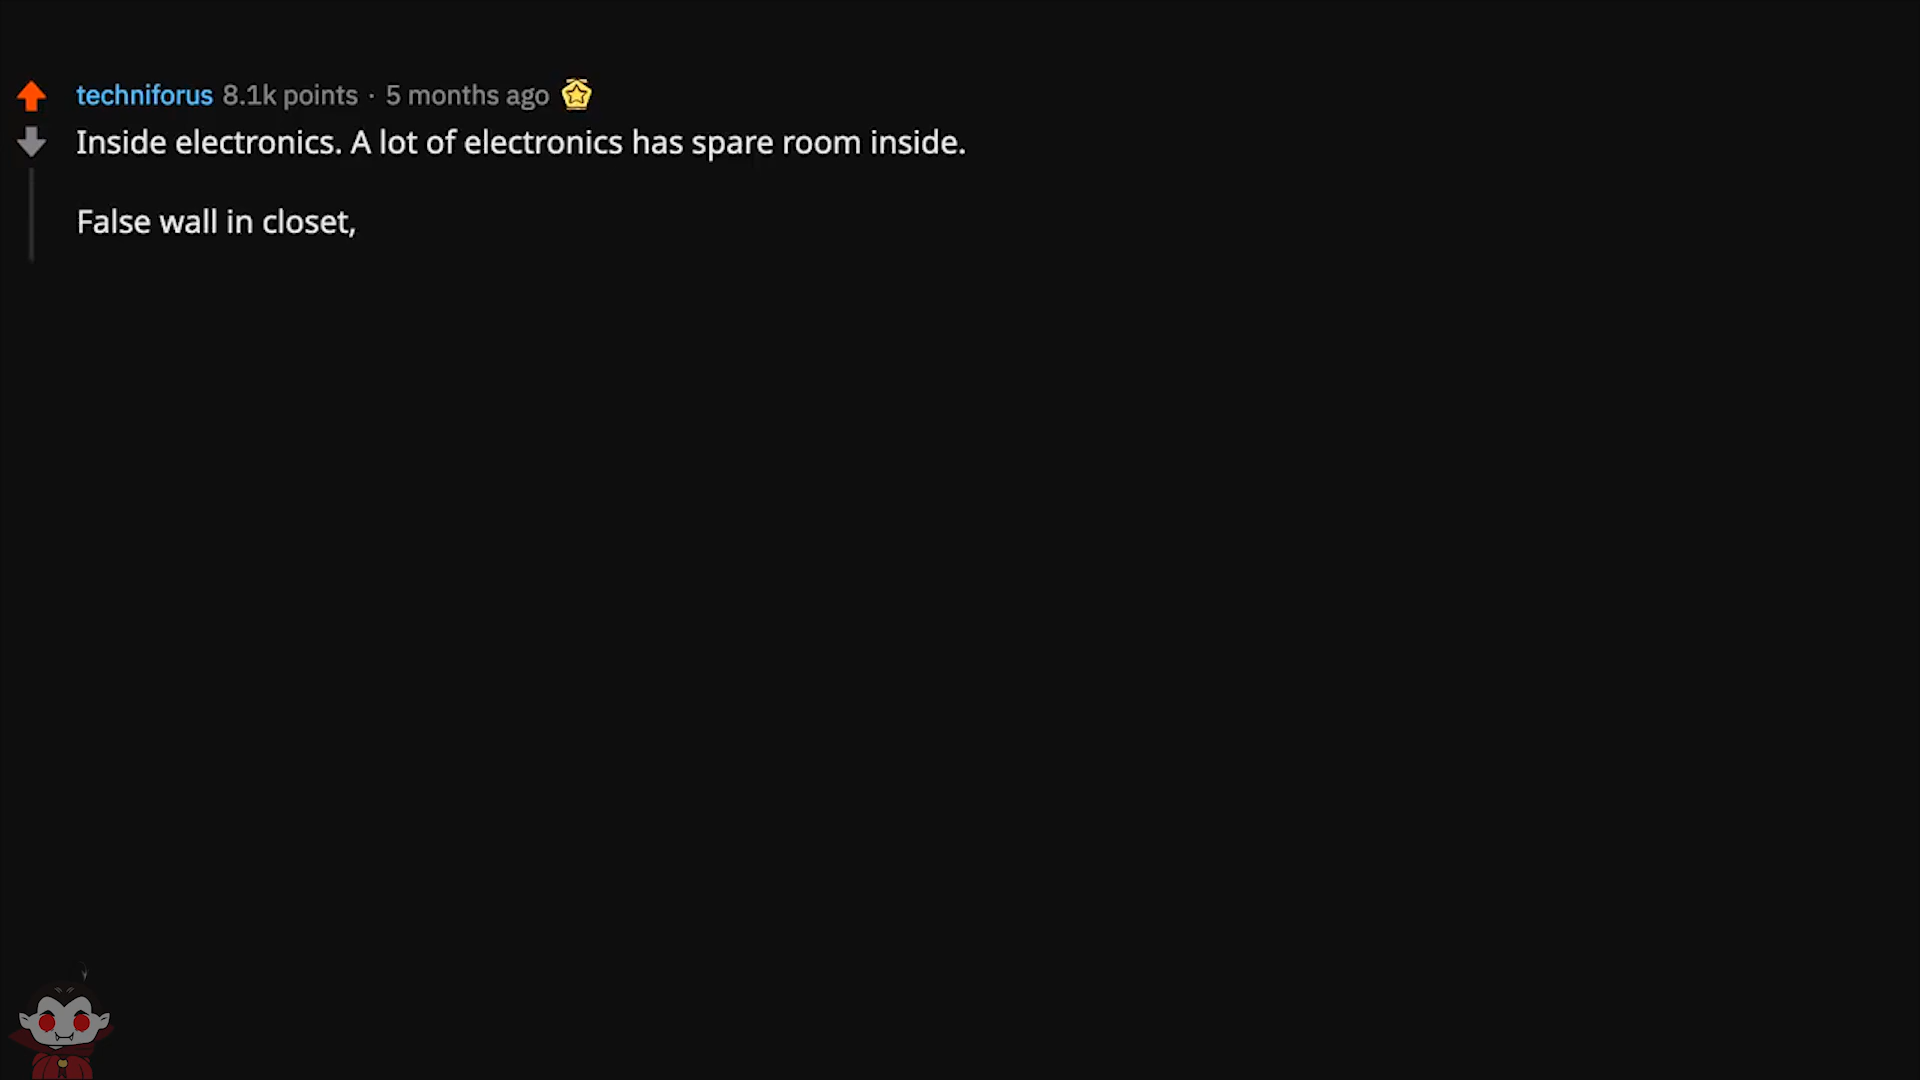 techniforus 8.1k points · 5 months ago
Inside electronics. A lot of electronics has spare room inside.
False wall in closet,